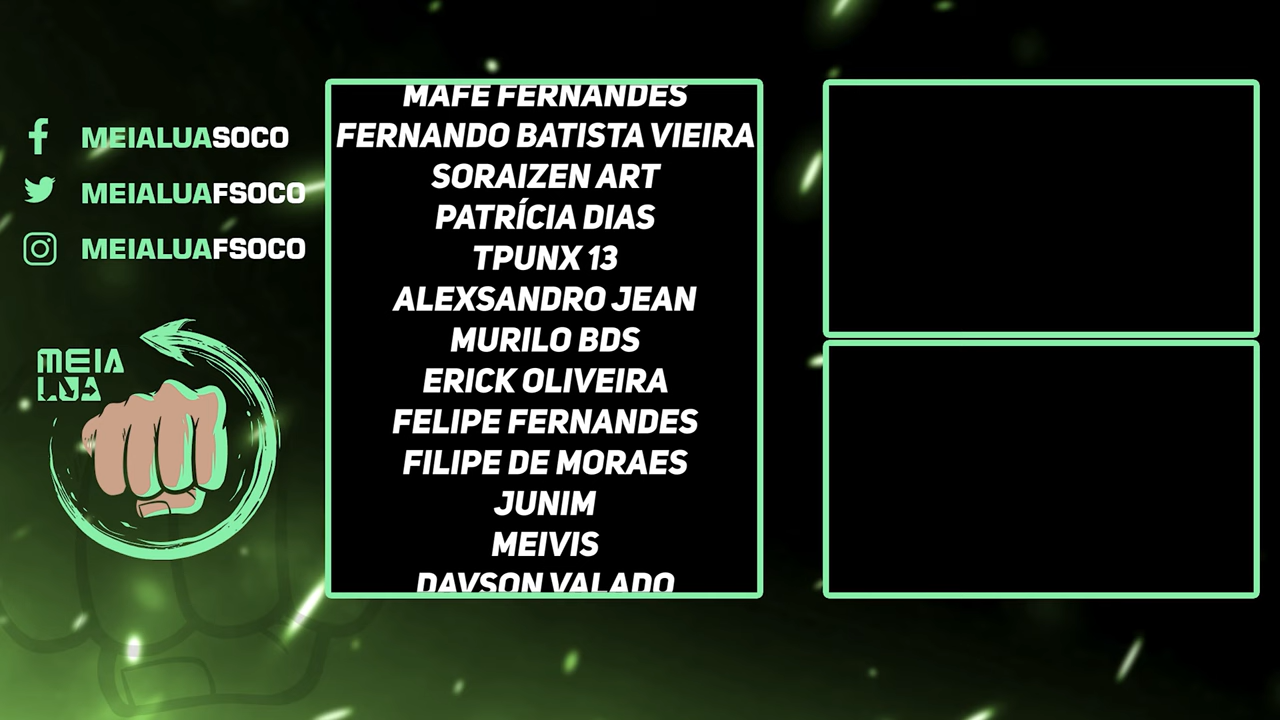 MEIALUASOCO
MEIALUAFSOCO
MEIALUAFSOCO
MEIA
LUA
MAFE FERNANDES
FERNANDO BATISTA VIEIRA
SORAIZEN ART
PATRÍCIA DIAS
TPUNX 13
ALEXSANDRO JEAN
MURILO BDS
ERICK OLIVEIRA
FELIPE FERNANDES
FILIPE DE MORAES
JUNIM
MEIVIS
DAVSON VALADO